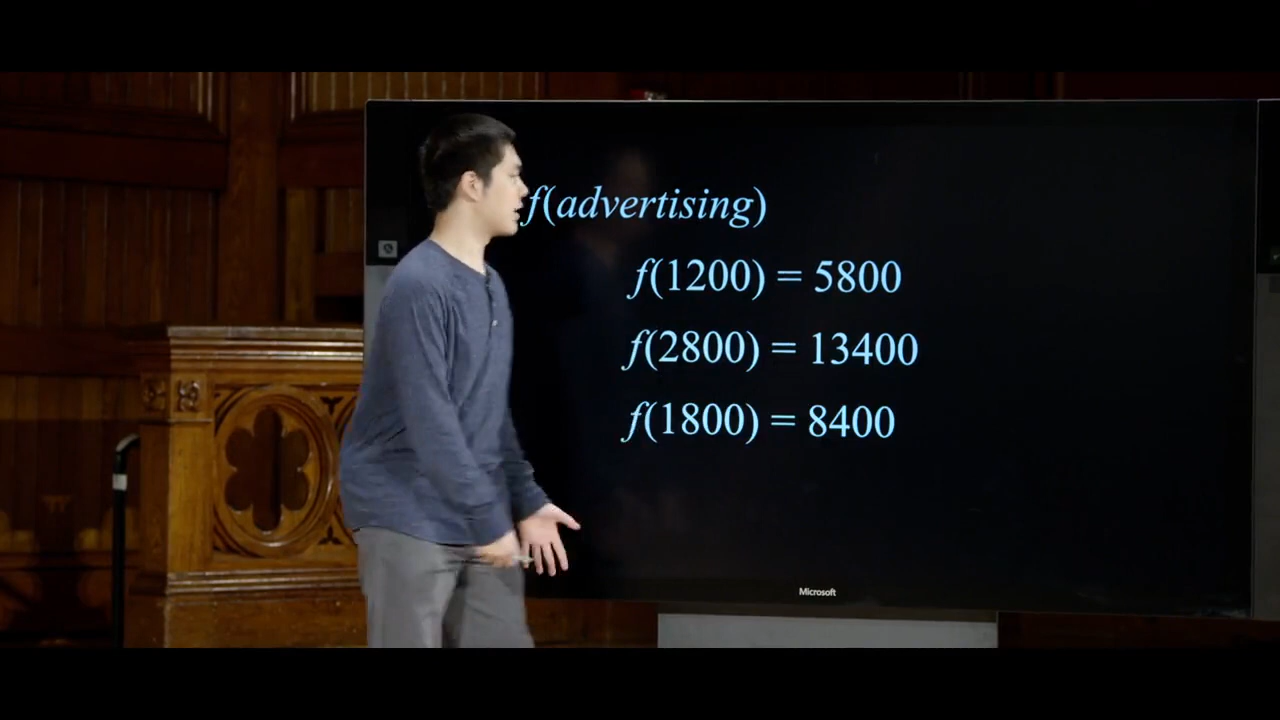 f(advertising)
f(1200) = 5800
f(2800) = 13400
f(1800) = 8400
Microsoft